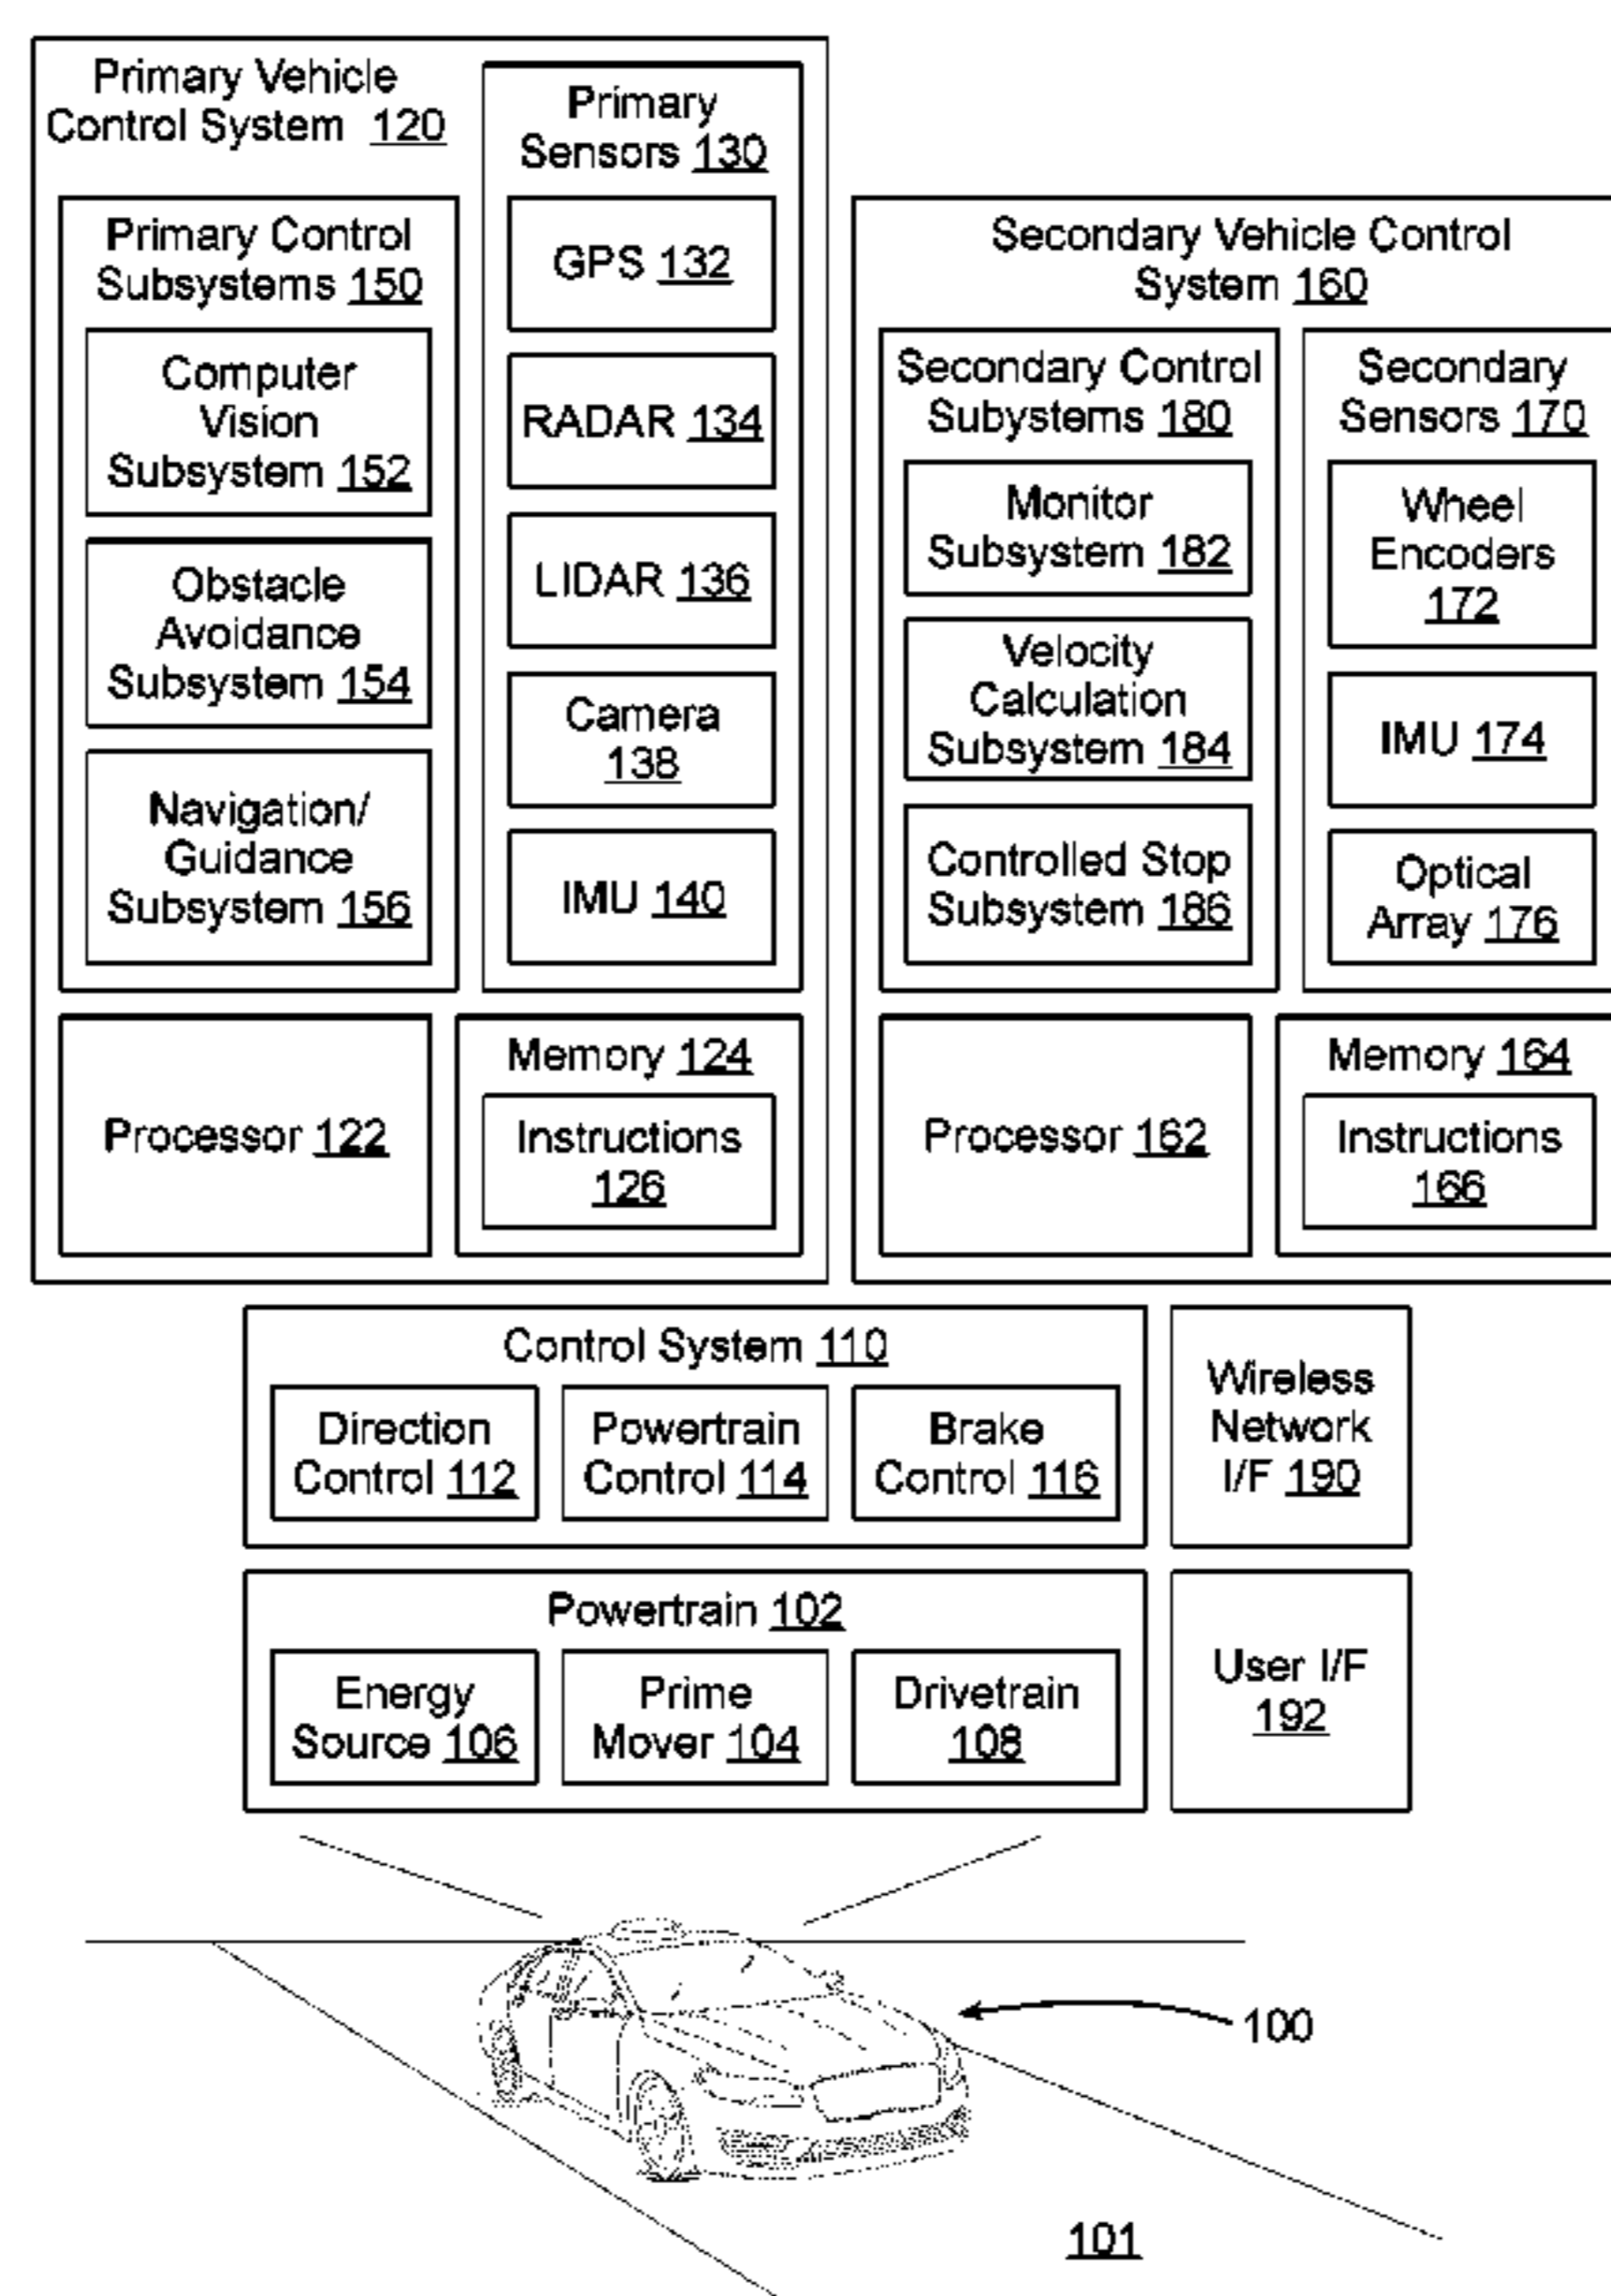 Primary Vehicle
Control System 120
Primary Control
Subsystems 150
Computer
Vision
Subsystem 152
Obstacle
Avoidance
Subsystem 154
Navigation/
Guidance
Subsystem 156
Primary
Sensors 130
GPS 132
RADAR 134
LIDAR 136
Camera
138
IMU 140
Processor 122
Memory 124
Instructions
126
Secondary Vehicle Control
System 160
Secondary Control
Subystems 180
Monitor
Subsystem 182
Velocity
Calculation
Subsystem 184
Controlled Stop
Subsystem 186
Secondary
Sensors 170
Wheel
Encoders
172
IMU 174
Optical
Array 176
Processor 162
Memory 164
Instructions
166
Control System 110
Direction
Control 112
Powertrain
Control 114
Brake
Control 116
Wireless
Network
I/F 190
Powertrain 102
Energy
Source 106
Prime
Mover 104
Drivetrain
108
User I/F
192
100
101